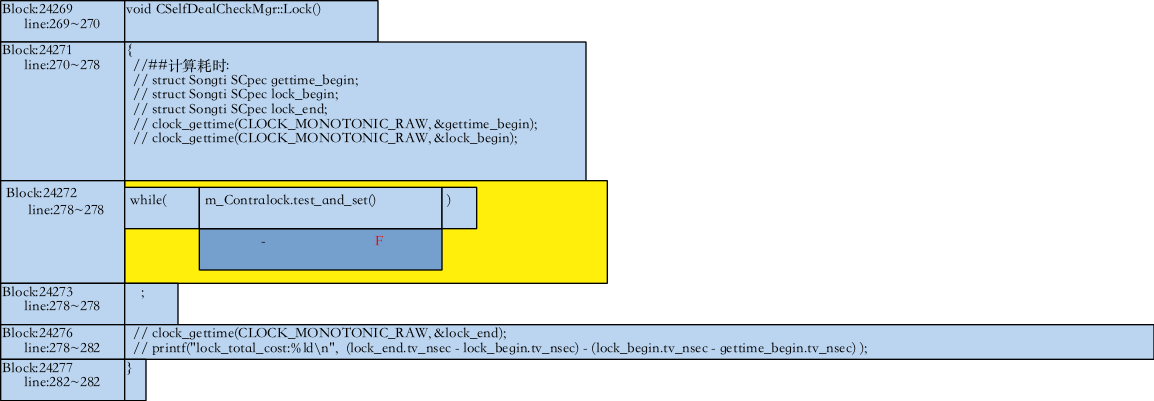 Block:24269 void CSelfDealCheckMgr::Lock()
line:269~270
Block:24271 {
line:270~278 //##计算耗时:
// struct Songti SCpec gettime_begin;
// struct Songti SCpec lock_begin;
// struct Songti SCpec lock_end;
// clock_gettime(CLOCK_MONOTONIC_RAW, &gettime_begin);
// clock_gettime(CLOCK_MONOTONIC_RAW, &lock_begin);
Block:24272 while( m_Contralock.test_and_set() )
line:278~278
- F
Block:24273 ;
line:278~278
Block:24276 // clock_gettime(CLOCK_MONOTONIC_RAW, &lock_end);
line:278~282 // printf("lock_total_cost:%ld\n", (lock_end.tv_nsec - lock_begin.tv_nsec) - (lock_begin.tv_nsec - gettime_begin.tv_nsec) );
Block:24277 }
line:282~282